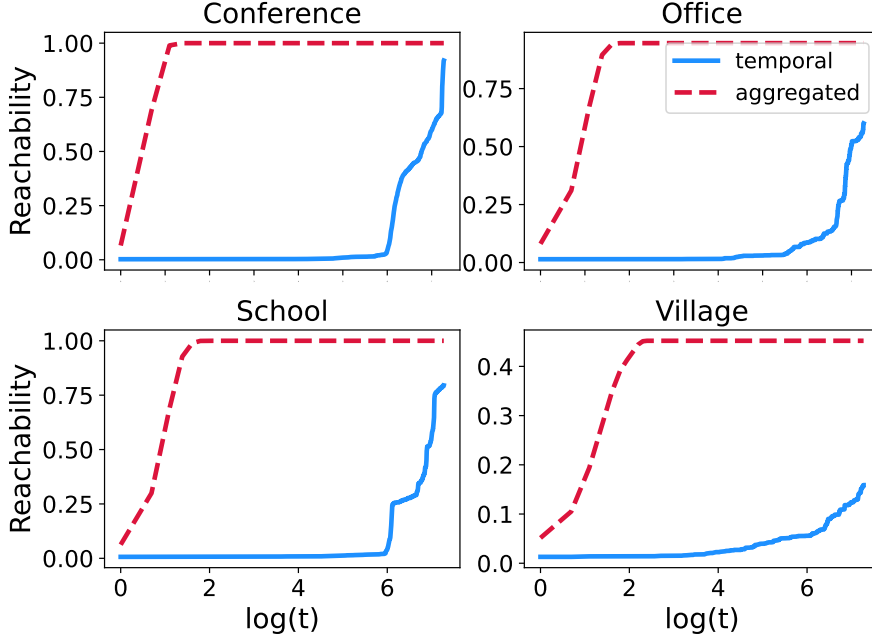 Conference
Office
Reachability
1.00
0.75
0.50
0.25
0.00
0.75
0.50
0.25
0.00
temporal
aggregated
School
Village
Reachability
1.00
0.75
0.50
0.25
0.00
0.4
0.3
0.2
0.1
0.0
0 2 4 6
0 2 4 6
log(t)
log(t)